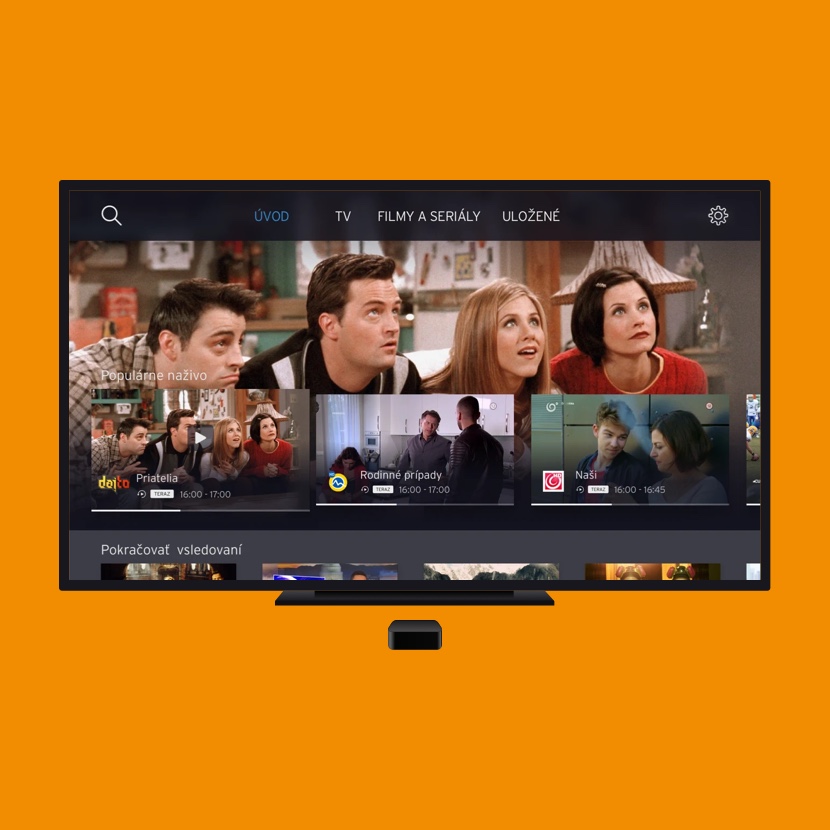 ÚVOD TV FILMY A SERIÁLY ULOŽENÉ
Populárne naživo
dajto Priatelia
TERAZ 16:00 - 17:00
Rodinné prípady
TERAZ 16:00 - 17:00
Naši
TERAZ 16:00 - 16:45
Pokračovať vsledovaní